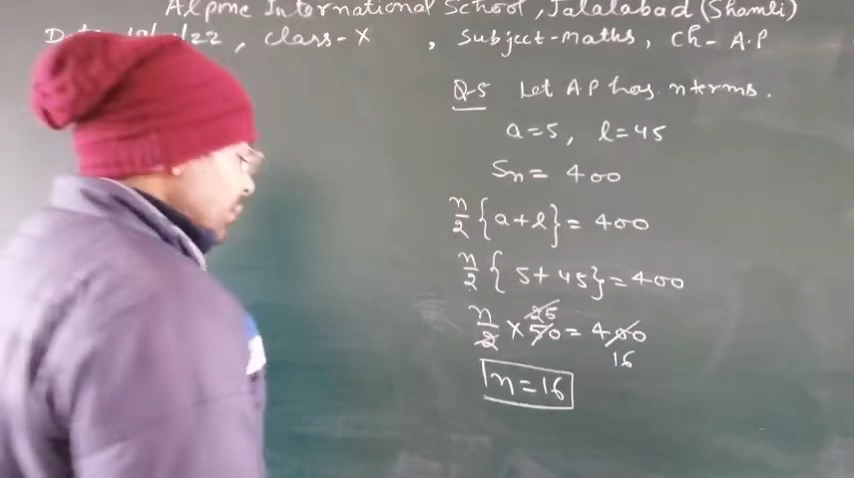 Alpine International School, Jalalabad (Shamli)
/22, Class-X, Subject-Maths, Ch-A.P
Q-5 Let A.P has n terms.
a=5, l=45
Sn= 400
n/2 {a+l}= 400
n/2 {5+45}=400
25
n/2 × 50 = 400
16
n=16